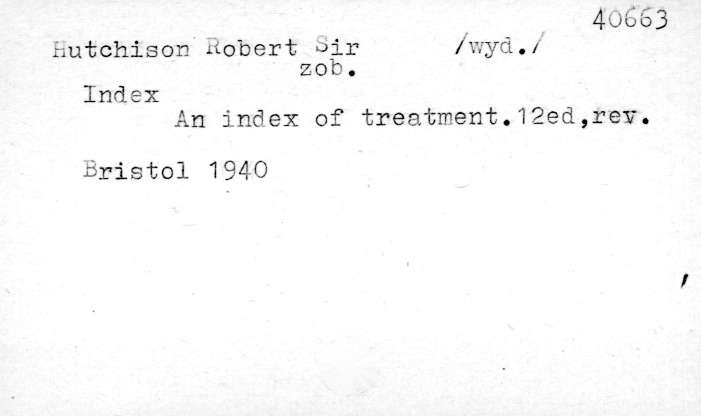 40663
Hutchison Robert Sir /wyd./
zob.
Index
An index of treatment.12ed,rev.
Bristol 1940